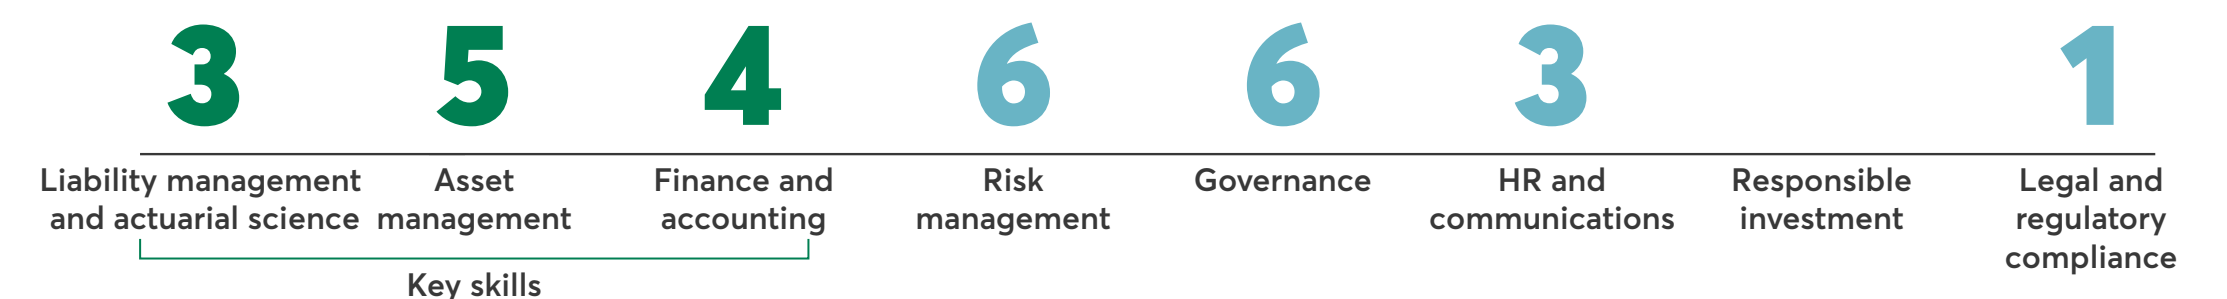 3 5 4 6 6 3 1
Liability management Asset Finance and Risk Governance HR and Responsible Legal and
and actuarial science management accounting management communications investment regulatory
compliance
Key skills